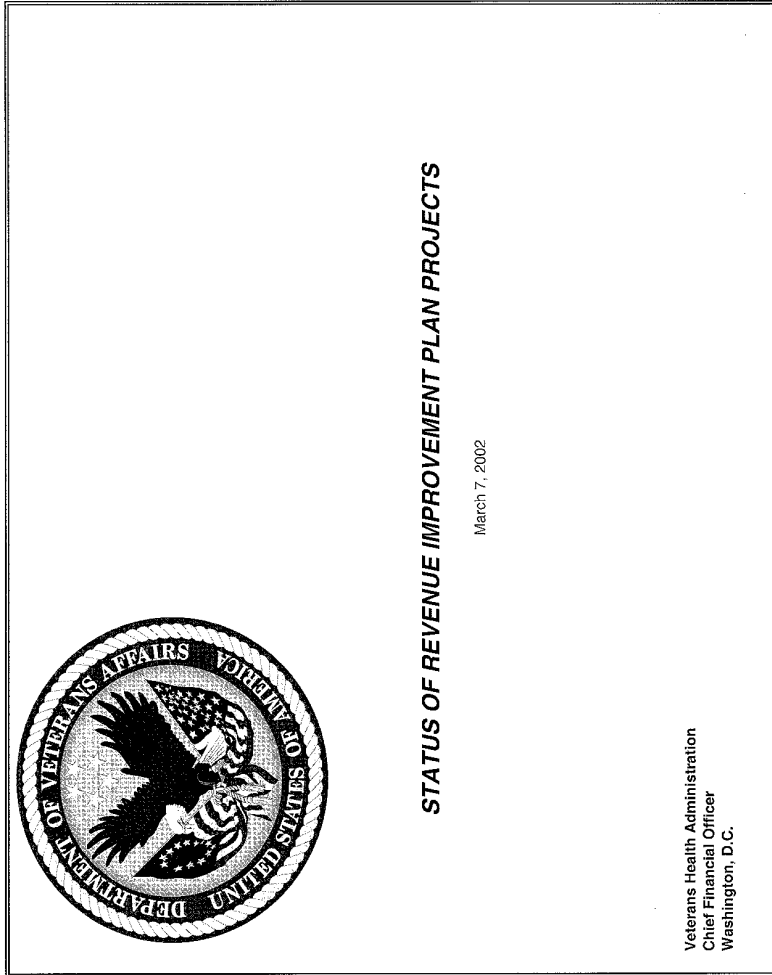 DEPARTMENT OF VETERANS AFFAIRS
UNITED STATES OF AMERICA
STATUS OF REVENUE IMPROVEMENT PLAN PROJECTS
March 7, 2002
Veterans Health Administration
Chief Financial Officer
Washington, D.C.